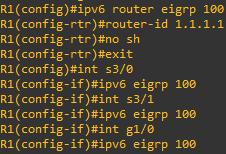 R1(config)#ipv6 router eigrp 100
R1(config-rtr)#router-id 1.1.1.1
R1(config-rtr)#no sh
R1(config-rtr)#exit
R1(config)#int s3/0
R1(config-if)#ipv6 eigrp 100
R1(config-if)#int s3/1
R1(config-if)#ipv6 eigrp 100
R1(config-if)#int g1/0
R1(config-if)#ipv6 eigrp 100